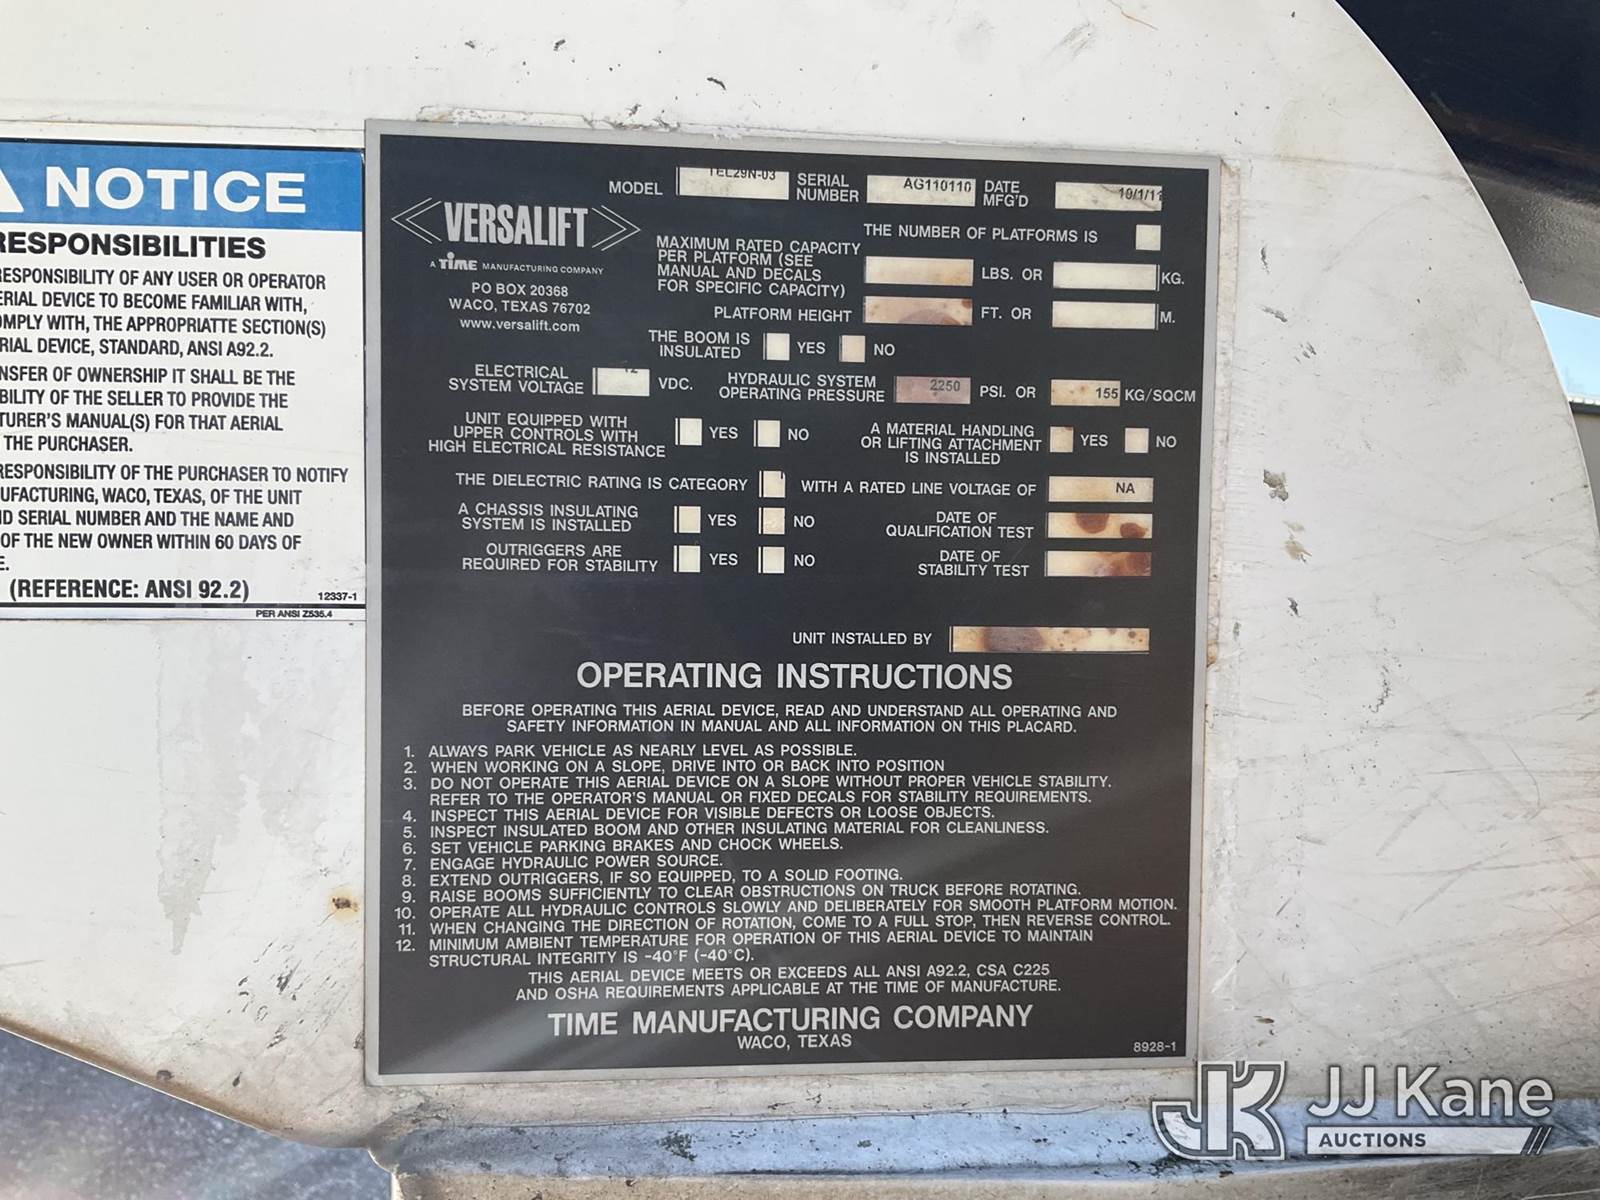 NOTICE
RESPONSIBILITIES
RESPONSIBILITY OF ANY USER OR OPERATOR
ERIAL DEVICE TO BECOME FAMILIAR WITH,
OMPLY WITH, THE APPROPRIATTE SECTION(S)
RIAL DEVICE, STANDARD, ANSI A92.2.
NSFER OF OWNERSHIP IT SHALL BE THE
BILITY OF THE SELLER TO PROVIDE THE
TURER'S MANUAL(S) FOR THAT AERIAL
THE PURCHASER.
RESPONSIBILITY OF THE PURCHASER TO NOTIFY
UFACTURING, WACO, TEXAS, OF THE UNIT
ID SERIAL NUMBER AND THE NAME AND
OF THE NEW OWNER WITHIN 60 DAYS OF
E.
(REFERENCE: ANSI 92.2)
12337-1
PER ANSI Z535.4
MODEL TEL29N-03 SERIAL NUMBER AG110110 DATE MFG'D 10/1/11
VERSALIFT
A TIME MANUFACTURING COMPANY
PO BOX 20368
WACO, TEXAS 76702
www.versalift.com
THE NUMBER OF PLATFORMS IS
MAXIMUM RATED CAPACITY
PER PLATFORM (SEE
MANUAL AND DECALS
FOR SPECIFIC CAPACITY)
LBS. OR KG.
PLATFORM HEIGHT FT. OR M.
THE BOOM IS
INSULATED YES NO
ELECTRICAL
SYSTEM VOLTAGE 12 VDC.
HYDRAULIC SYSTEM
OPERATING PRESSURE 2250 PSI. OR 155 KG/SQCM
UNIT EQUIPPED WITH
UPPER CONTROLS WITH
HIGH ELECTRICAL RESISTANCE YES NO
A MATERIAL HANDLING
OR LIFTING ATTACHMENT
IS INSTALLED YES NO
THE DIELECTRIC RATING IS CATEGORY WITH A RATED LINE VOLTAGE OF NA
A CHASSIS INSULATING
SYSTEM IS INSTALLED YES NO
DATE OF
QUALIFICATION TEST
OUTRIGGERS ARE
REQUIRED FOR STABILITY YES NO
DATE OF
STABILITY TEST
UNIT INSTALLED BY
OPERATING INSTRUCTIONS
BEFORE OPERATING THIS AERIAL DEVICE, READ AND UNDERSTAND ALL OPERATING AND
SAFETY INFORMATION IN MANUAL AND ALL INFORMATION ON THIS PLACARD.
1. ALWAYS PARK VEHICLE AS NEARLY LEVEL AS POSSIBLE.
2. WHEN WORKING ON A SLOPE, DRIVE INTO OR BACK INTO POSITION
3. DO NOT OPERATE THIS AERIAL DEVICE ON A SLOPE WITHOUT PROPER VEHICLE STABILITY.
REFER TO THE OPERATOR'S MANUAL OR FIXED DECALS FOR STABILITY REQUIREMENTS.
4. INSPECT THIS AERIAL DEVICE FOR VISIBLE DEFECTS OR LOOSE OBJECTS.
5. INSPECT INSULATED BOOM AND OTHER INSULATING MATERIAL FOR CLEANLINESS.
6. SET VEHICLE PARKING BRAKES AND CHOCK WHEELS.
7. ENGAGE HYDRAULIC POWER SOURCE.
8. EXTEND OUTRIGGERS, IF SO EQUIPPED, TO A SOLID FOOTING.
9. RAISE BOOMS SUFFICIENTLY TO CLEAR OBSTRUCTIONS ON TRUCK BEFORE ROTATING.
10. OPERATE ALL HYDRAULIC CONTROLS SLOWLY AND DELIBERATELY FOR SMOOTH PLATFORM MOTION.
11. WHEN CHANGING THE DIRECTION OF ROTATION, COME TO A FULL STOP, THEN REVERSE CONTROL.
12. MINIMUM AMBIENT TEMPERATURE FOR OPERATION OF THIS AERIAL DEVICE TO MAINTAIN
STRUCTURAL INTEGRITY IS -40°F (-40°C).
THIS AERIAL DEVICE MEETS OR EXCEEDS ALL ANSI A92.2, CSA C225
AND OSHA REQUIREMENTS APPLICABLE AT THE TIME OF MANUFACTURE.
TIME MANUFACTURING COMPANY
WACO, TEXAS
8928-1
JK JJ Kane
AUCTIONS